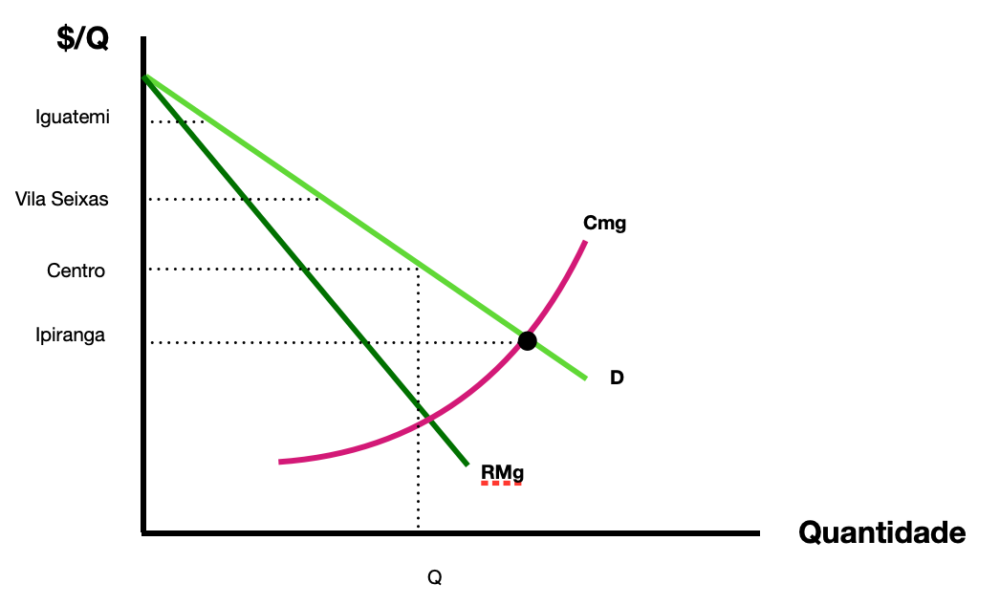 $/Q
Iguatemi
Vila Seixas
Cmg
Centro
Ipiranga
D
RMg
Quantidade
Q